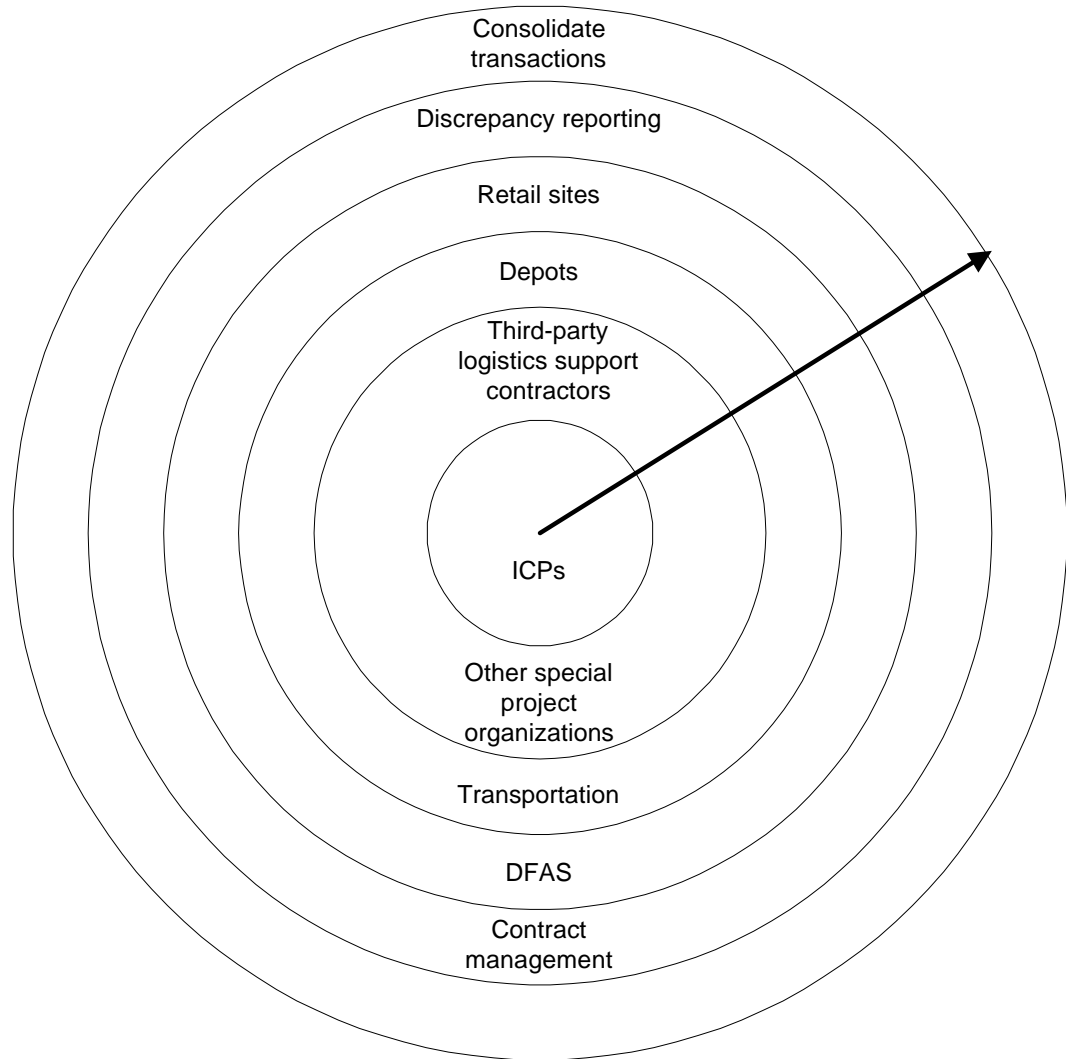 Consolidate
transactions
Discrepancy reporting
Retail sites
Depots
Third-party
logistics support
contractors
ICPs
Other special
project
organizations
Transportation
DFAS
Contract
management